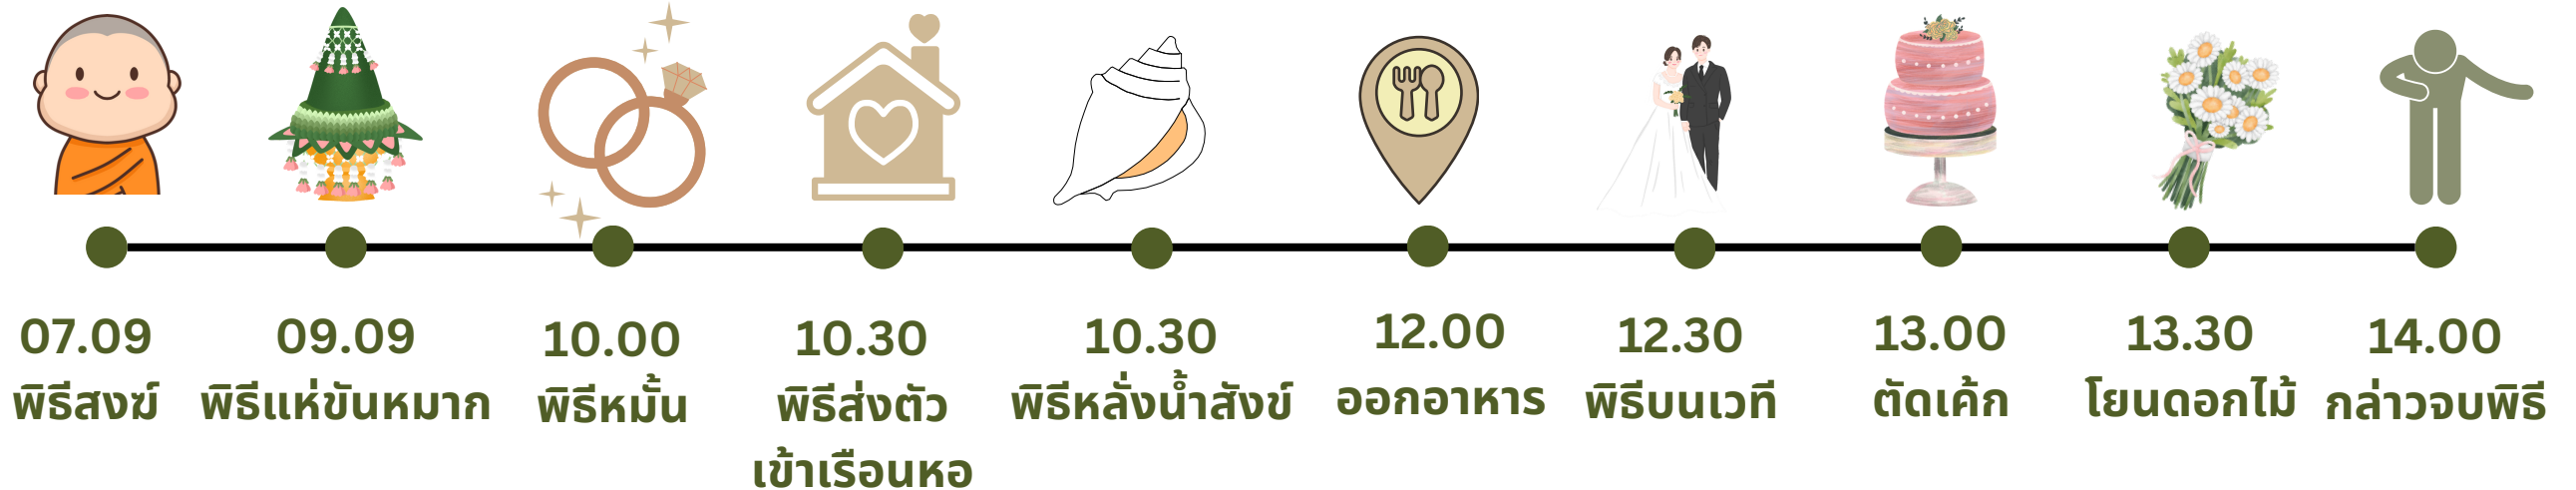 07.09
พิธีสงฆ์
09.09
พิธีแห่ขันหมาก
10.00
พิธีหมั้น
10.30
พิธีส่งตัว
เข้าเรือนหอ
10.30
พิธีหลั่งน้ำสังข์
12.00
ออกอาหาร
12.30
พิธีบนเวที
13.00
ตัดเค้ก
13.30
โยนดอกไม้
14.00
กล่าวจบพิธี